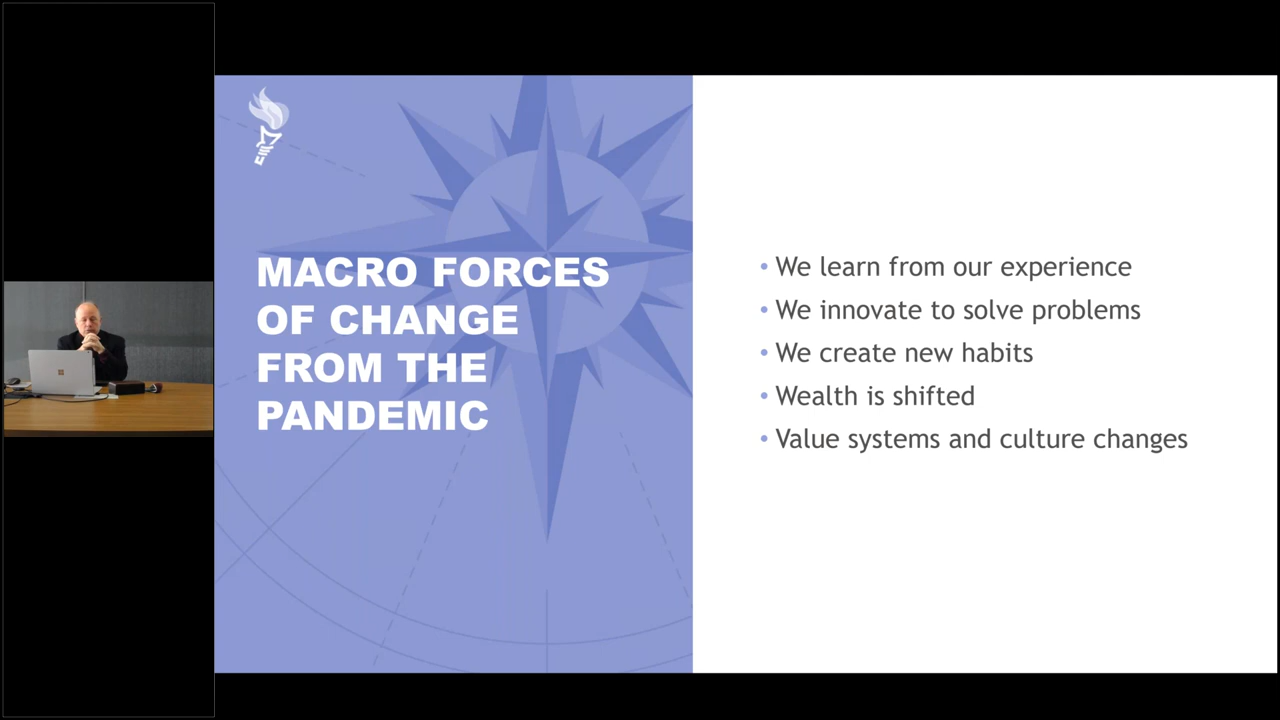 MACRO FORCES
OF CHANGE
FROM THE
PANDEMIC
• We learn from our experience
• We innovate to solve problems
• We create new habits
• Wealth is shifted
• Value systems and culture changes